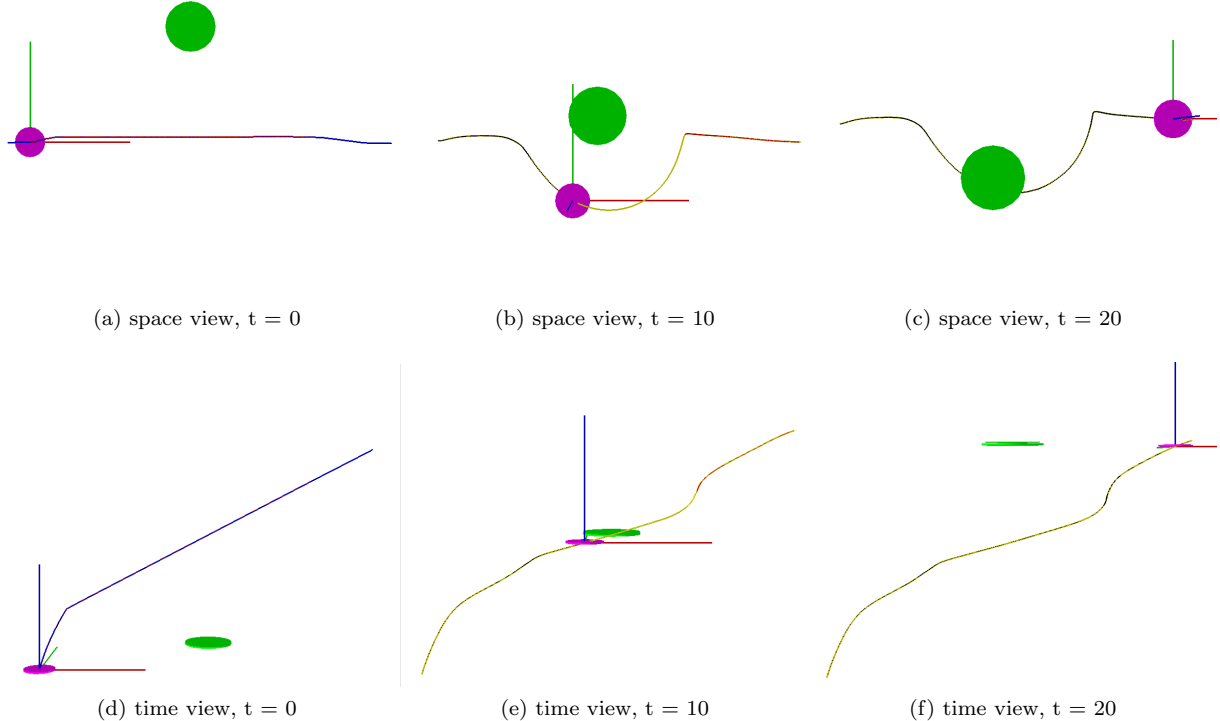 (a) space view, t = 0
(b) space view, t = 10
(c) space view, t = 20
(d) time view, t = 0
(e) time view, t = 10
(f) time view, t = 20